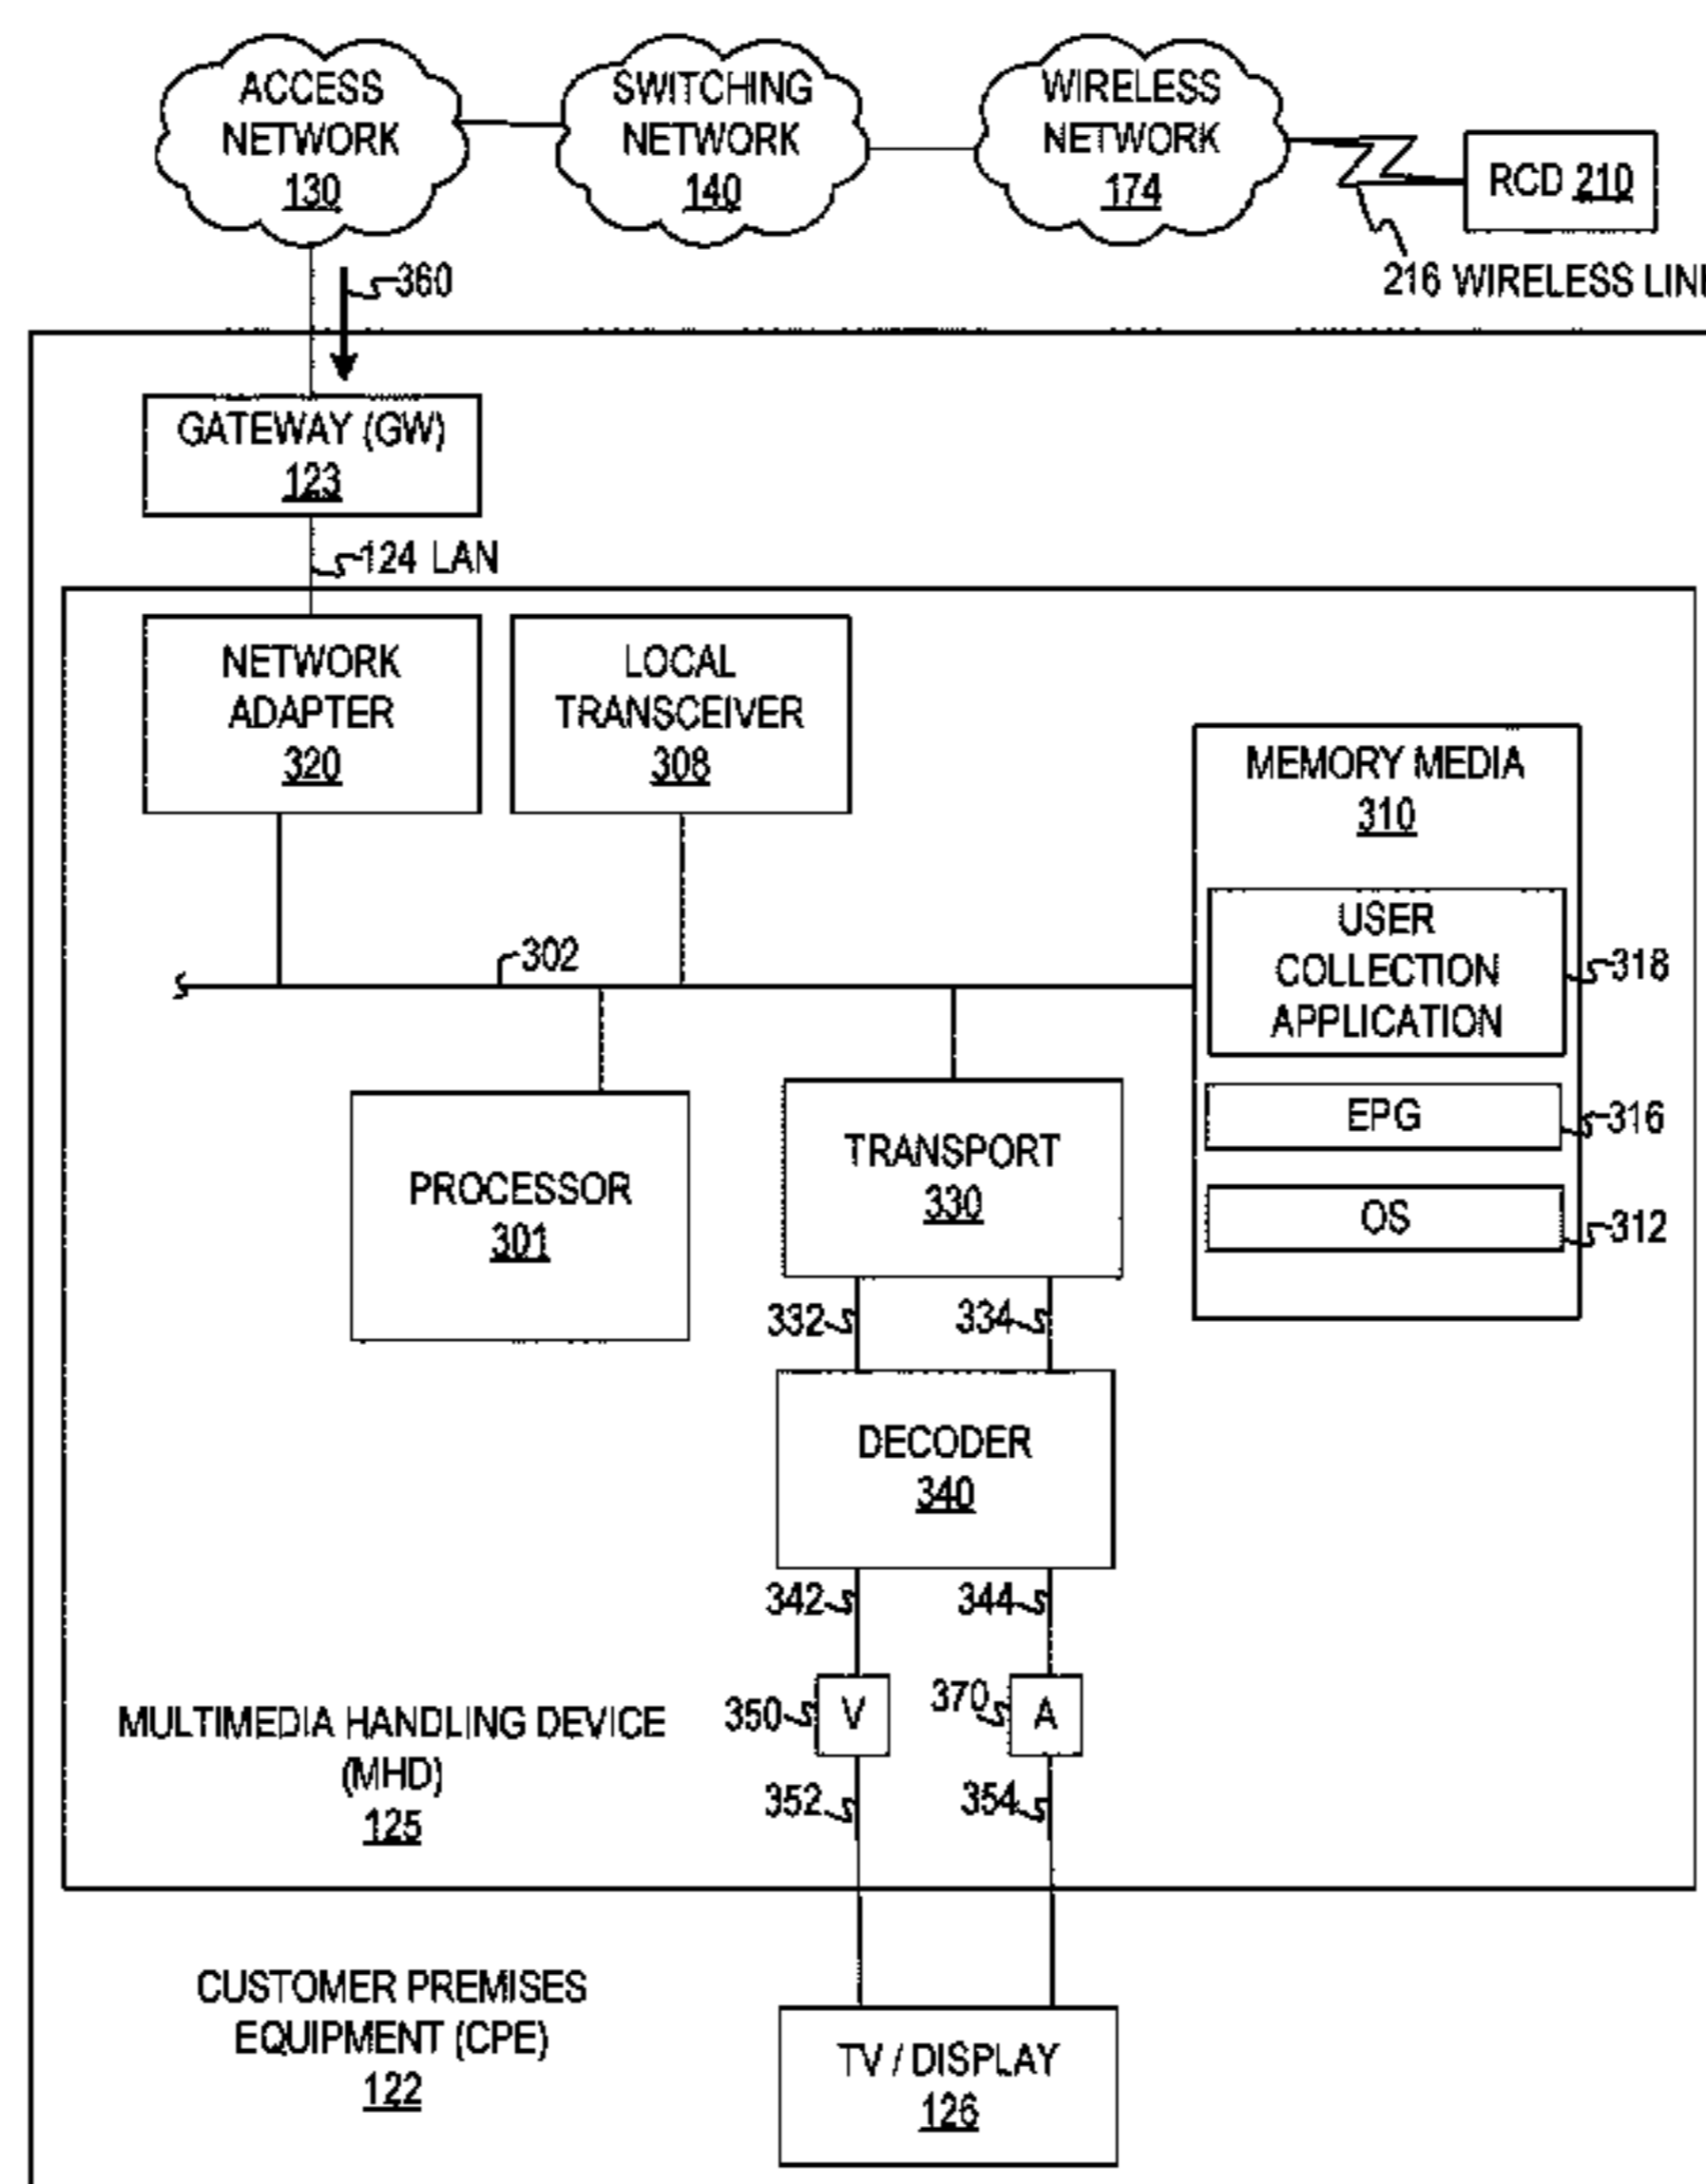 ACCESS
NETWORK
130
SWITCHING
NETWORK
140
WIRELESS
NETWORK
174
RCD 210
216 WIRELESS LIN
360
GATEWAY (GW)
123
124 LAN
NETWORK
ADAPTER
320
LOCAL
TRANSCEIVER
308
MEMORY MEDIA
310
USER
COLLECTION
APPLICATION
318
302
EPG
316
OS
312
PROCESSOR
301
TRANSPORT
330
332
334
DECODER
340
342
344
350
V
370
A
352
354
MULTIMEDIA HANDLING DEVICE
(MHD)
125
CUSTOMER PREMISES
EQUIPMENT (CPE)
122
TV / DISPLAY
126